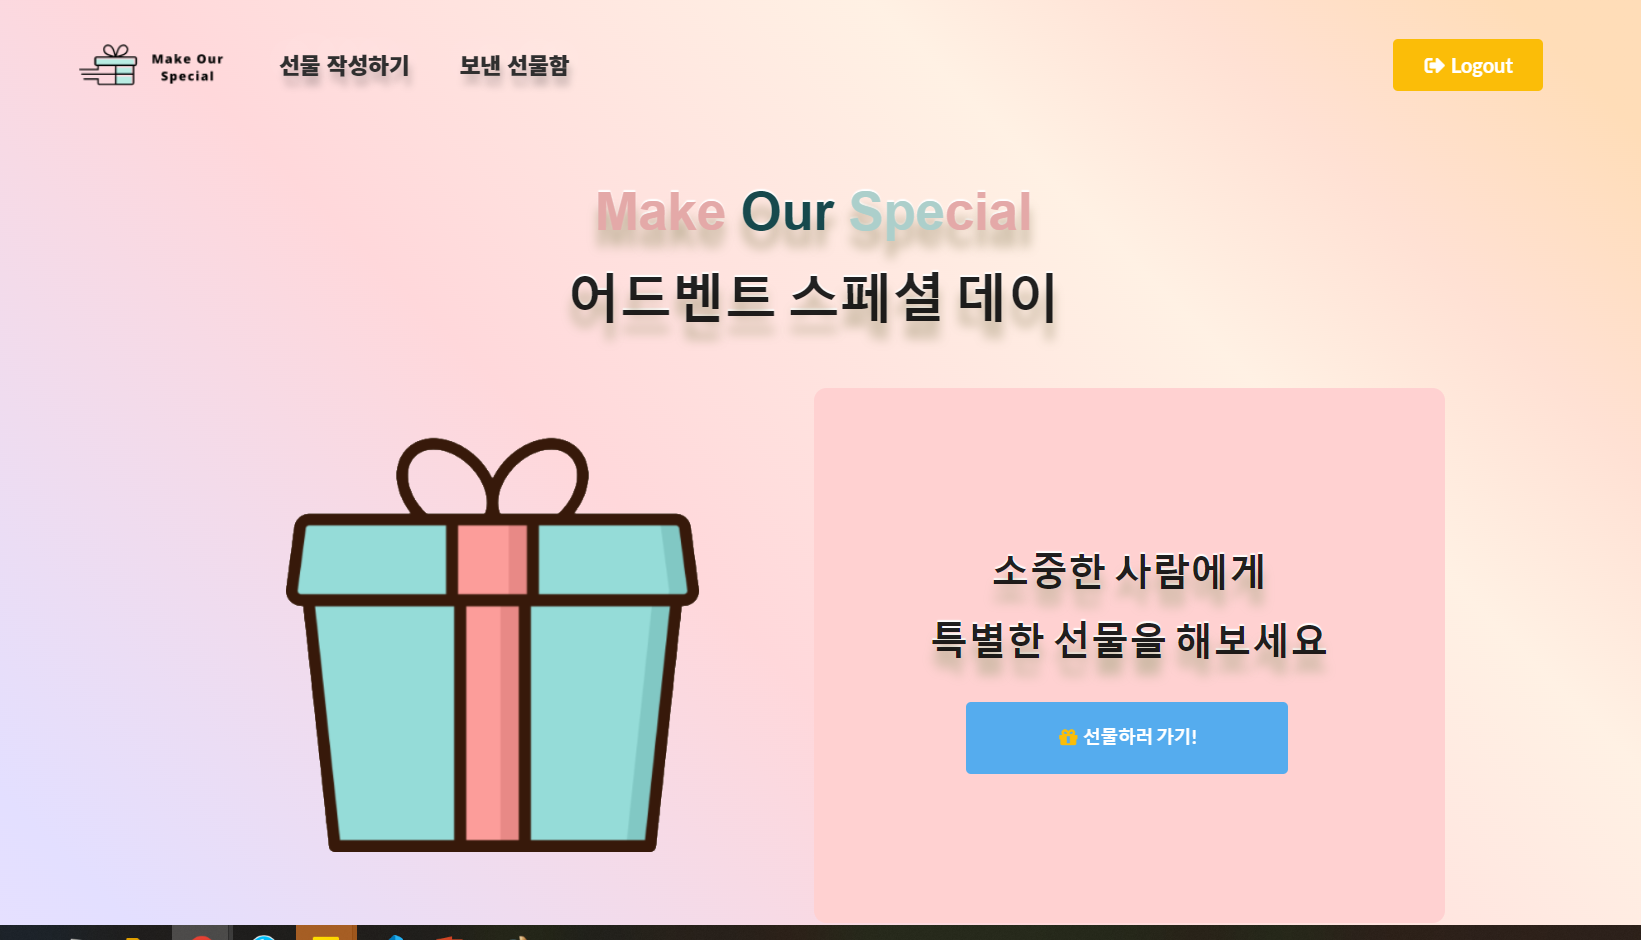 Make Our
Special
선물 작성하기
보낸 선물함
Logout
Make Our Special
어드벤트 스페셜 데이
소중한 사람에게
특별한 선물을 해보세요
선물하러 가기!